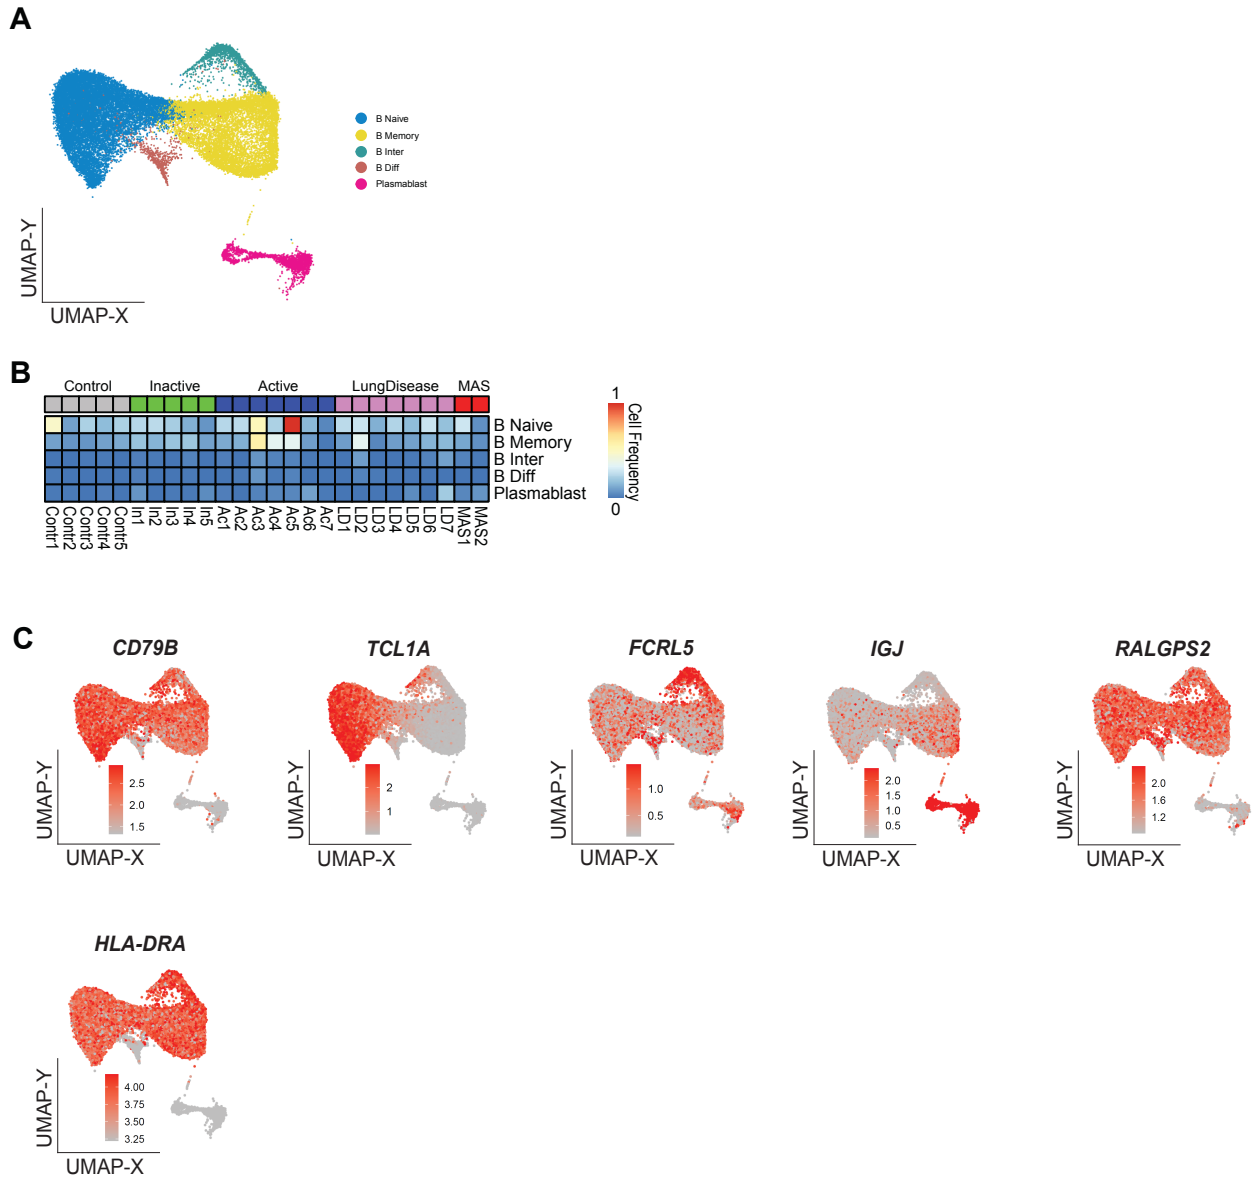 A
B Naive
B Memory
B Inter
B Diff
Plasmablast
UMAP-Y
UMAP-X
B
Control Inactive Active LungDisease MAS
1
Cell Frequency
0
B Naive
B Memory
B Inter
B Diff
Plasmablast
Contr1 Contr2 Contr3 Contr4 Contr5 In1 In2 In3 In4 In5 Ac1 Ac2 Ac3 Ac4 Ac5 Ac6 Ac7 LD1 LD2 LD3 LD4 LD5 LD6 LD7 MAS1 MAS2
C
CD79B
UMAP-Y
2.5
2.0
1.5
UMAP-X
TCL1A
UMAP-Y
2
1
UMAP-X
FCRL5
UMAP-Y
1.0
0.5
UMAP-X
IGJ
UMAP-Y
2.0
1.5
1.0
0.5
UMAP-X
RALGPS2
UMAP-Y
2.0
1.6
1.2
UMAP-X
HLA-DRA
UMAP-Y
4.00
3.75
3.50
3.25
UMAP-X